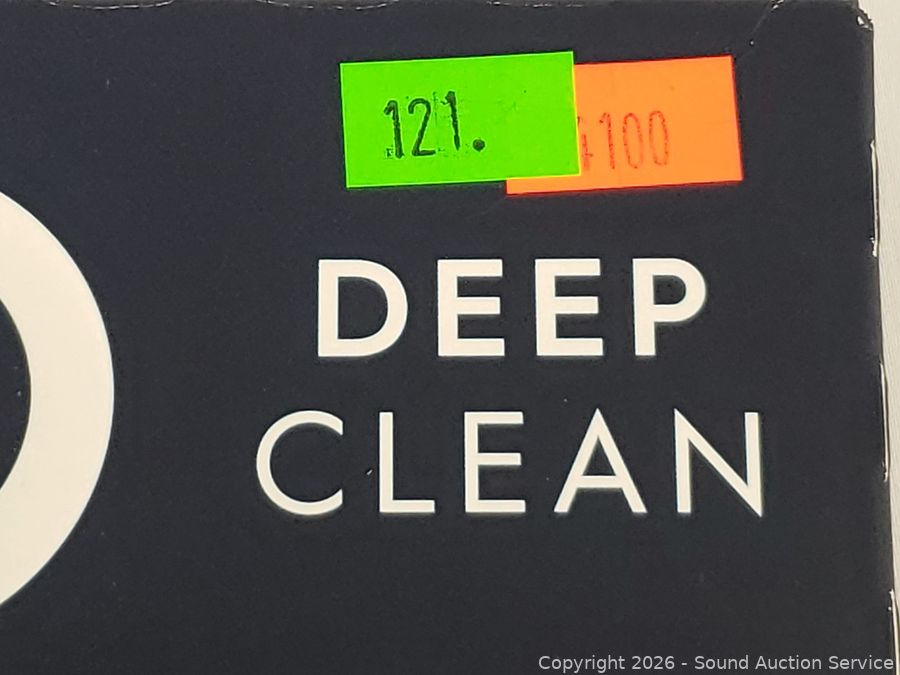 121.
4100
DEEP
CLEAN
Copyright 2026 - Sound Auction Service